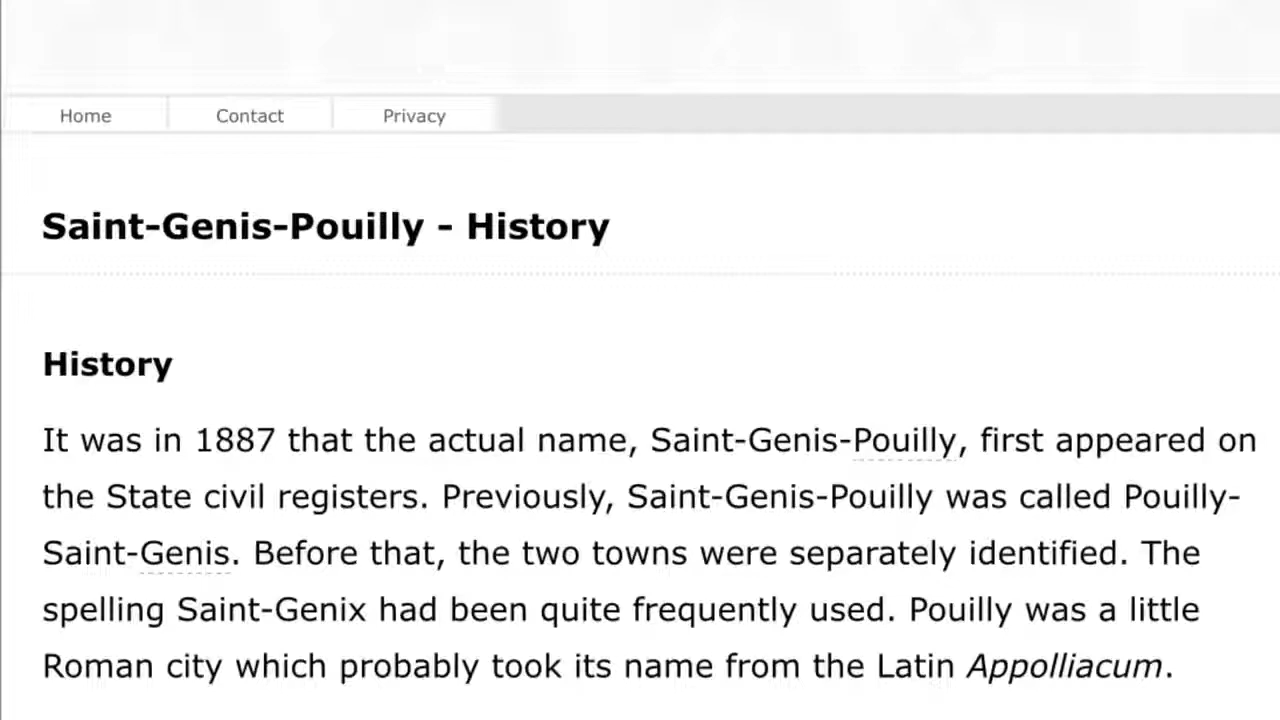 Home Contact Privacy
Saint-Genis-Pouilly - History
History
It was in 1887 that the actual name, Saint-Genis-Pouilly, first appeared on
the State civil registers. Previously, Saint-Genis-Pouilly was called Pouilly-
Saint-Genis. Before that, the two towns were separately identified. The
spelling Saint-Genix had been quite frequently used. Pouilly was a little
Roman city which probably took its name from the Latin Appolliacum.